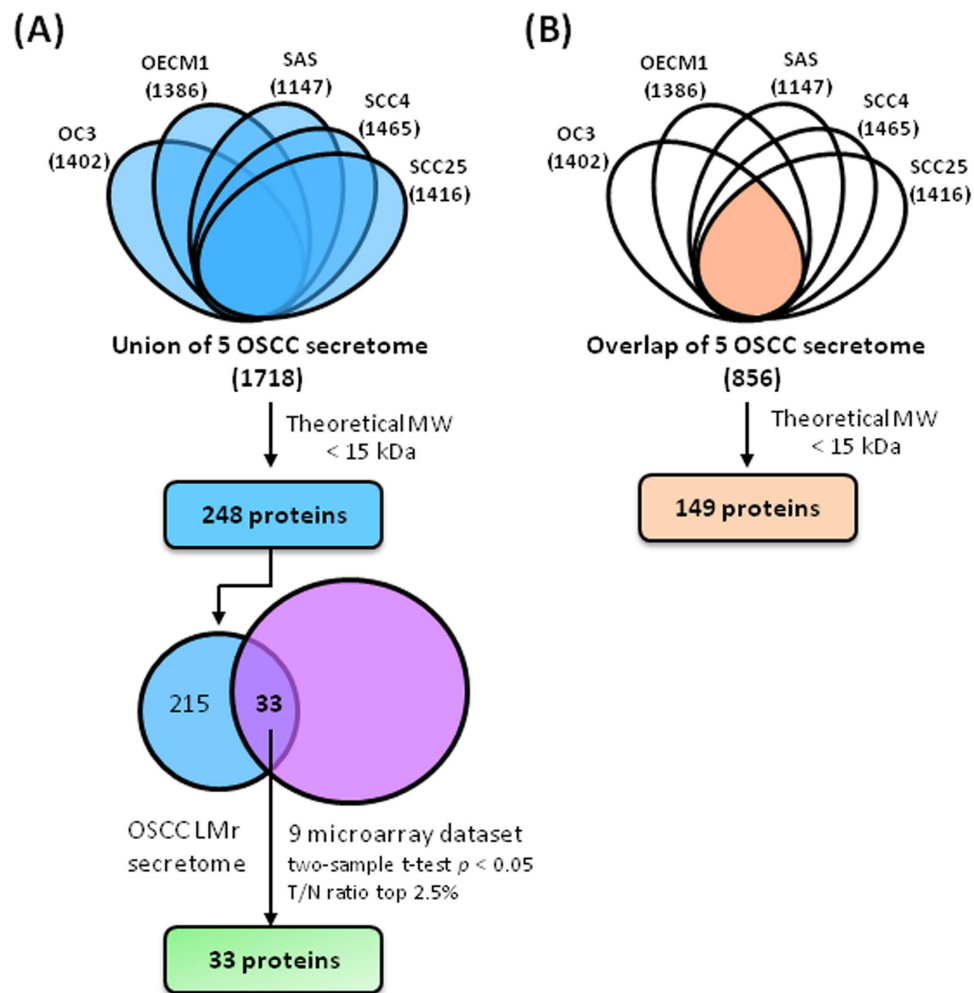 (A)
OECM1
(1386)
SAS
(1147)
SCC4
(1465)
OC3
(1402)
SCC25
(1416)
Union of 5 OSCC secretome
(1718)
Theoretical MW
< 15 kDa
248 proteins
215
33
OSCC LMr
secretome
9 microarray dataset
two-sample t-test p < 0.05
T/N ratio top 2.5%
33 proteins
(B)
OECM1
(1386)
SAS
(1147)
SCC4
(1465)
OC3
(1402)
SCC25
(1416)
Overlap of 5 OSCC secretome
(856)
Theoretical MW
< 15 kDa
149 proteins